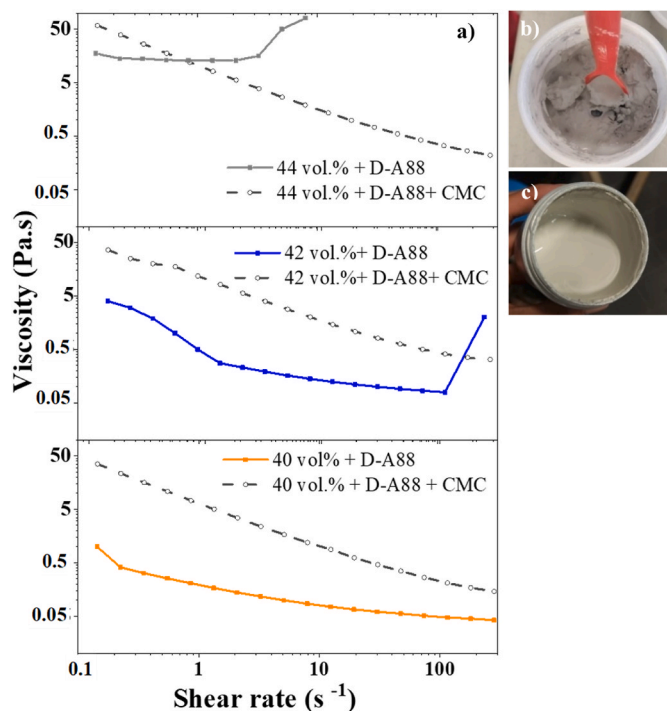 a)
50
5
0.5
0.05
44 vol.% + D-A88
44 vol.% + D-A88+ CMC
50
5
0.5
0.05
42 vol.%+ D-A88
42 vol.%+ D-A88+ CMC
50
5
0.5
0.05
40 vol% + D-A88
40 vol.% + D-A88 + CMC
Viscosity (Pa.s)
0.1
1
10
100
Shear rate (s -1)
b)
c)